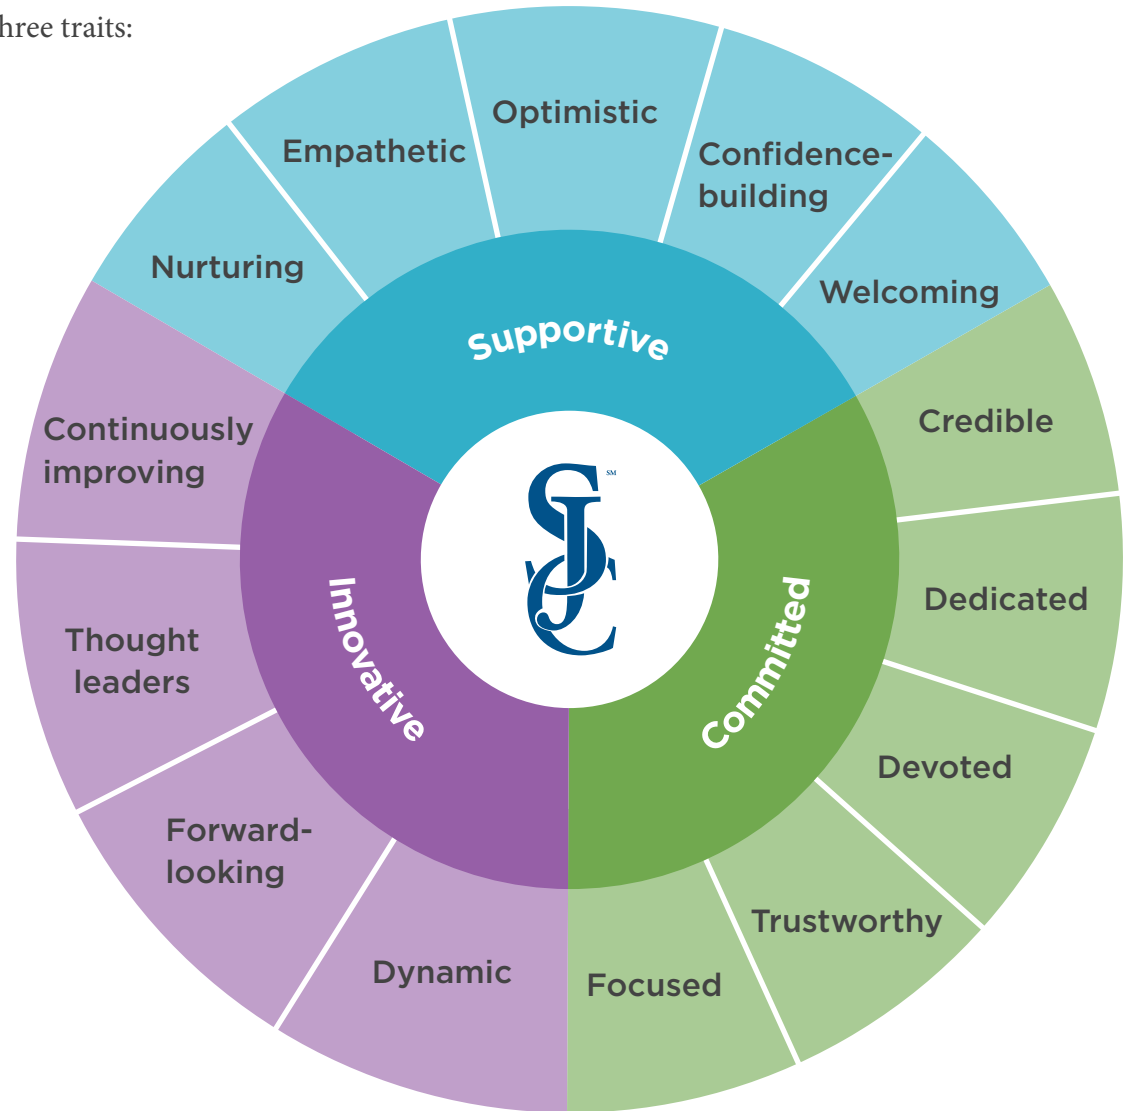 hree traits:
Optimistic
Empathetic
Confidence-
building
Nurturing
Welcoming
Supportive
Continuously
improving
Credible
SM
SJC
Thought
leaders
Innovative
Committed
Dedicated
Forward-
looking
Devoted
Trustworthy
Dynamic
Focused